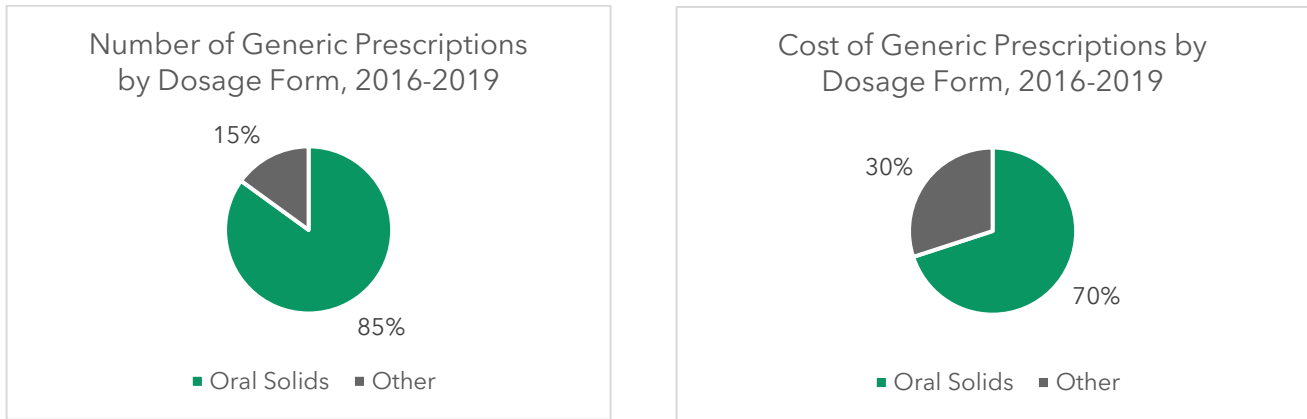 Number of Generic Prescriptions
by Dosage Form, 2016-2019
15%
85%
Oral Solids Other
Cost of Generic Prescriptions by
Dosage Form, 2016-2019
30%
70%
Oral Solids Other